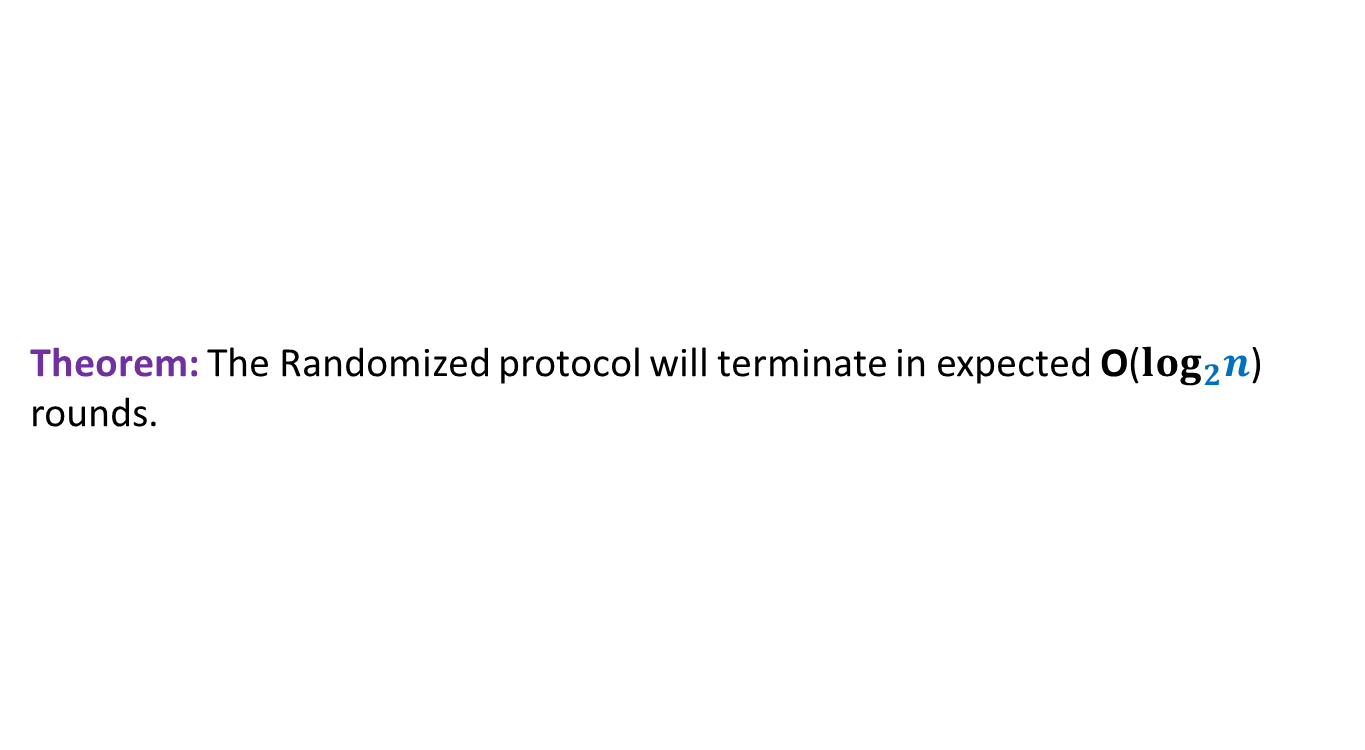 Theorem: The Randomized protocol will terminate in expected O(log₂n)
rounds.